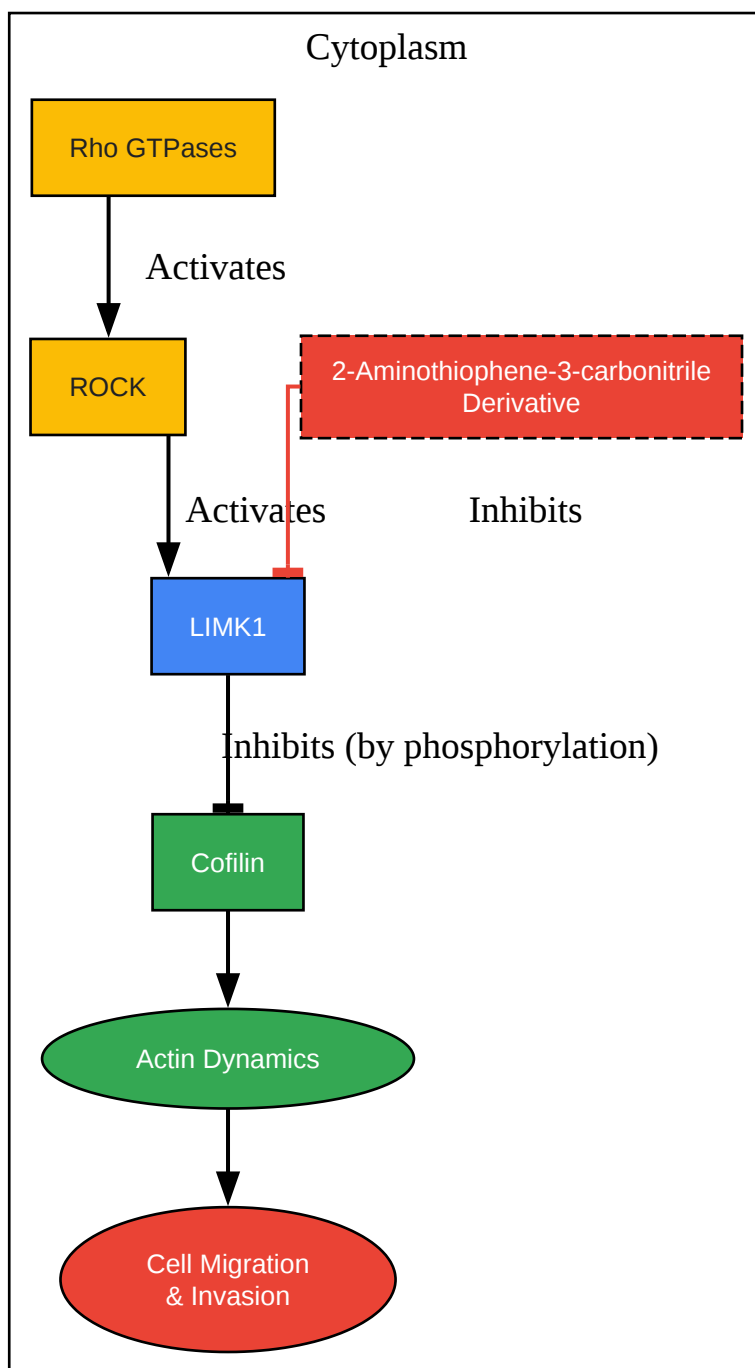 Cytoplasm
Rho GTPases
Activates
ROCK
2-Aminothiophene-3-carbonitrile
Derivative
Activates
Inhibits
LIMK1
Inhibits (by phosphorylation)
Cofilin
Actin Dynamics
Cell Migration
& Invasion